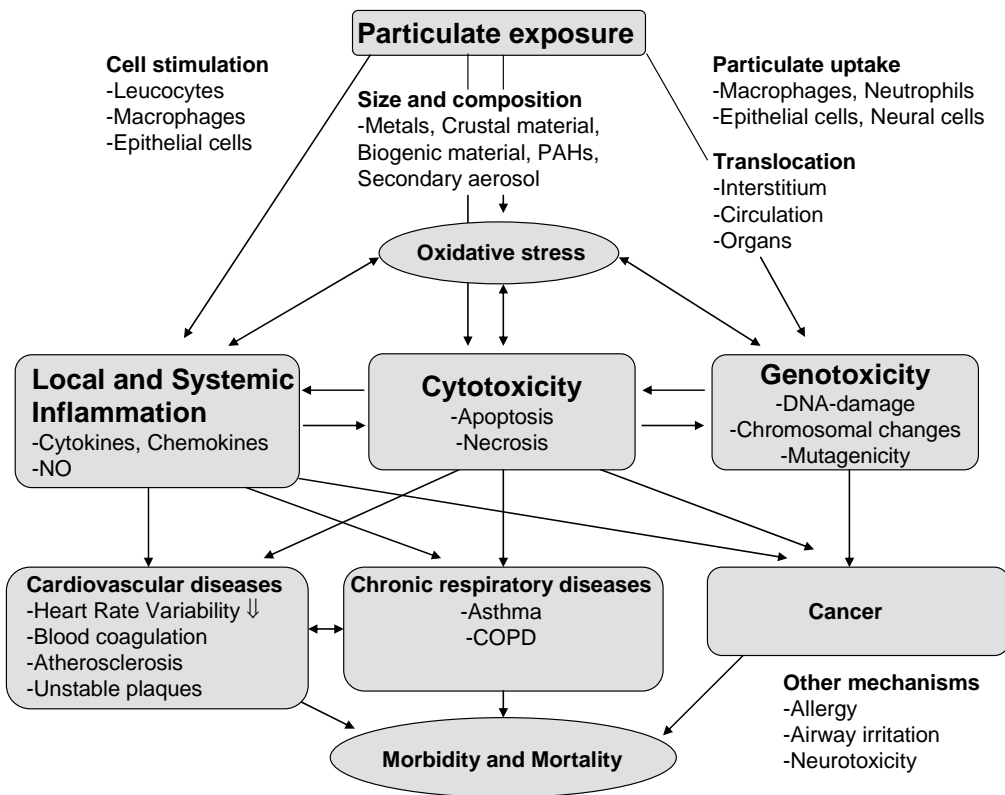 Particulate exposure
Cell stimulation
-Leucocytes
-Macrophages
-Epithelial cells
Size and composition
-Metals, Crustal material,
Biogenic material, PAHs,
Secondary aerosol
Particulate uptake
-Macrophages, Neutrophils
-Epithelial cells, Neural cells
Translocation
-Interstitium
-Circulation
-Organs
Oxidative stress
Local and Systemic
Inflammation
-Cytokines, Chemokines
-NO
Cytotoxicity
-Apoptosis
-Necrosis
Genotoxicity
-DNA-damage
-Chromosomal changes
-Mutagenicity
Cardiovascular diseases
-Heart Rate Variability ⇓
-Blood coagulation
-Atherosclerosis
-Unstable plaques
Chronic respiratory diseases
-Asthma
-COPD
Cancer
Other mechanisms
-Allergy
-Airway irritation
-Neurotoxicity
Morbidity and Mortality